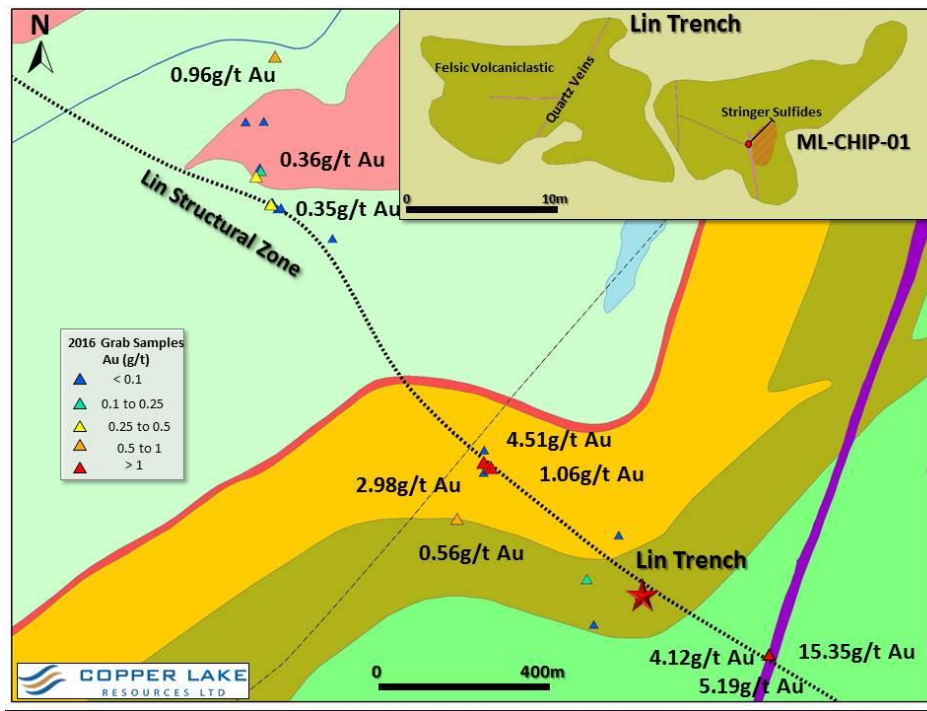 N
0.96g/t Au
0.36g/t Au
0.35g/t Au
Lin Structural Zone
Lin Trench
Felsic Volcaniclastic
Quartz Veins
Stringer Sulfides
ML-CHIP-01
0
10m
2016 Grab Samples
Au (g/t)
< 0.1
0.1 to 0.25
0.25 to 0.5
0.5 to 1
> 1
4.51g/t Au
1.06g/t Au
2.98g/t Au
0.56g/t Au
Lin Trench
4.12g/t Au
15.35g/t Au
5.19g/t Au
0
400m
COPPER LAKE
RESOURCES LTD